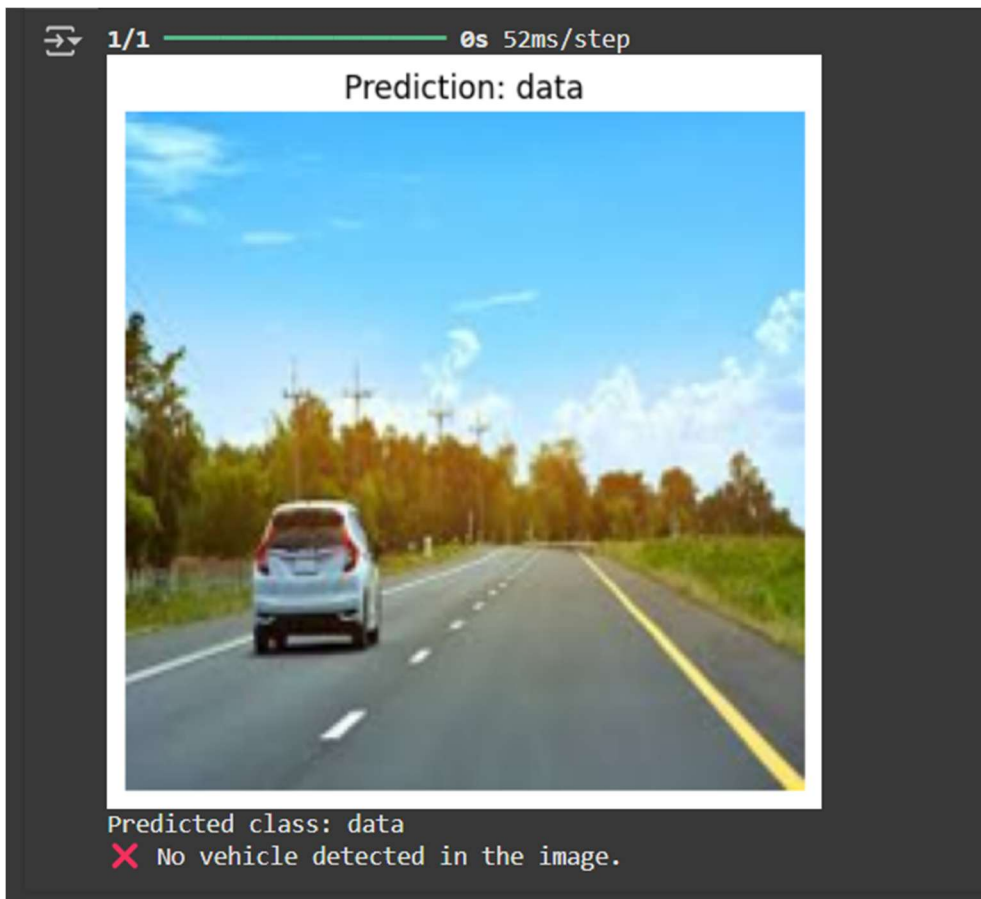 1/1 0s 52ms/step
Prediction: data
Predicted class: data
❌ No vehicle detected in the image.